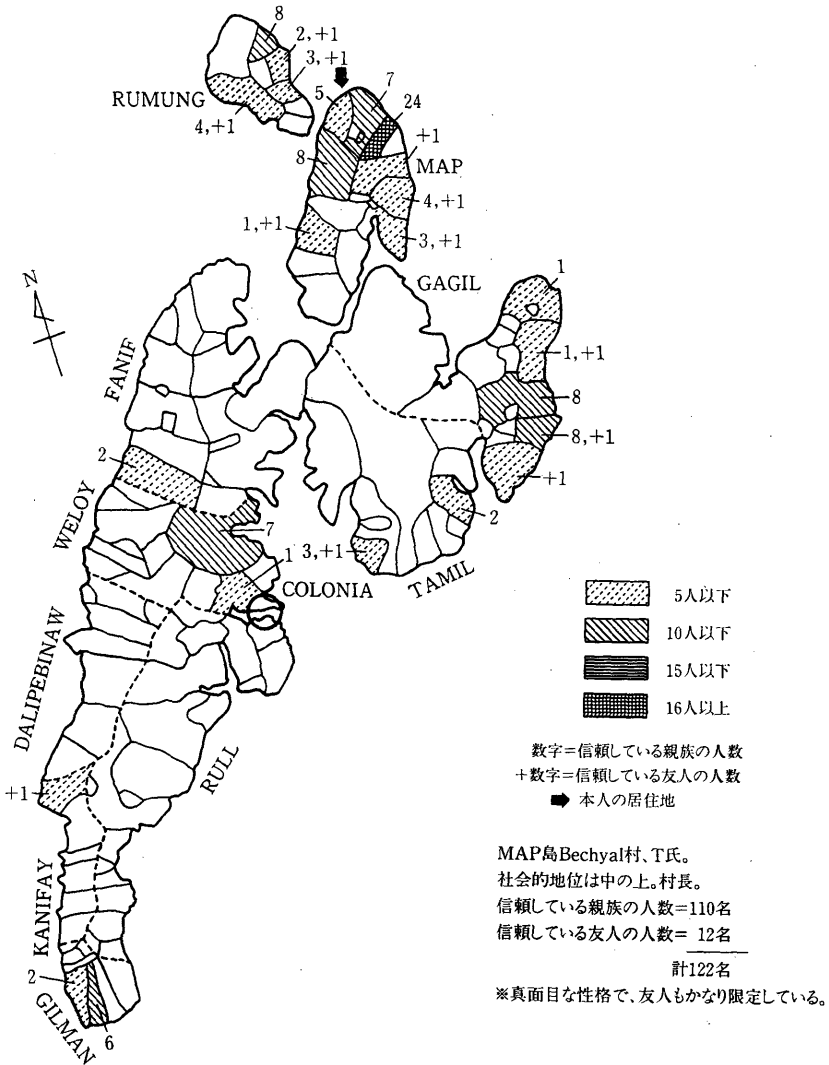 8
2,+1
3,+1
RUMUNG
4,+1
5
7
24
+1
8
MAP
4,+1
1,+1
3,+1
N
GAGIL
1
1,+1
FANIF
8
8,+1
2
+1
WELOY
7
2
3,+1
1
COLONIA
TAMIL
DALIPEBINAW
RULL
+1
KANIFAY
2
GILMAN
6
5人以下
10人以下
15人以下
16人以上
数字=信頼している親族の人数
+数字=信頼している友人の人数
本人の居住地
MAP島Bechyal村、T氏。
社会的地位は中の上。村長。
信頼している親族の人数=110名
信頼している友人の人数= 12名
計122名
※真面目な性格で、友人もかなり限定している。